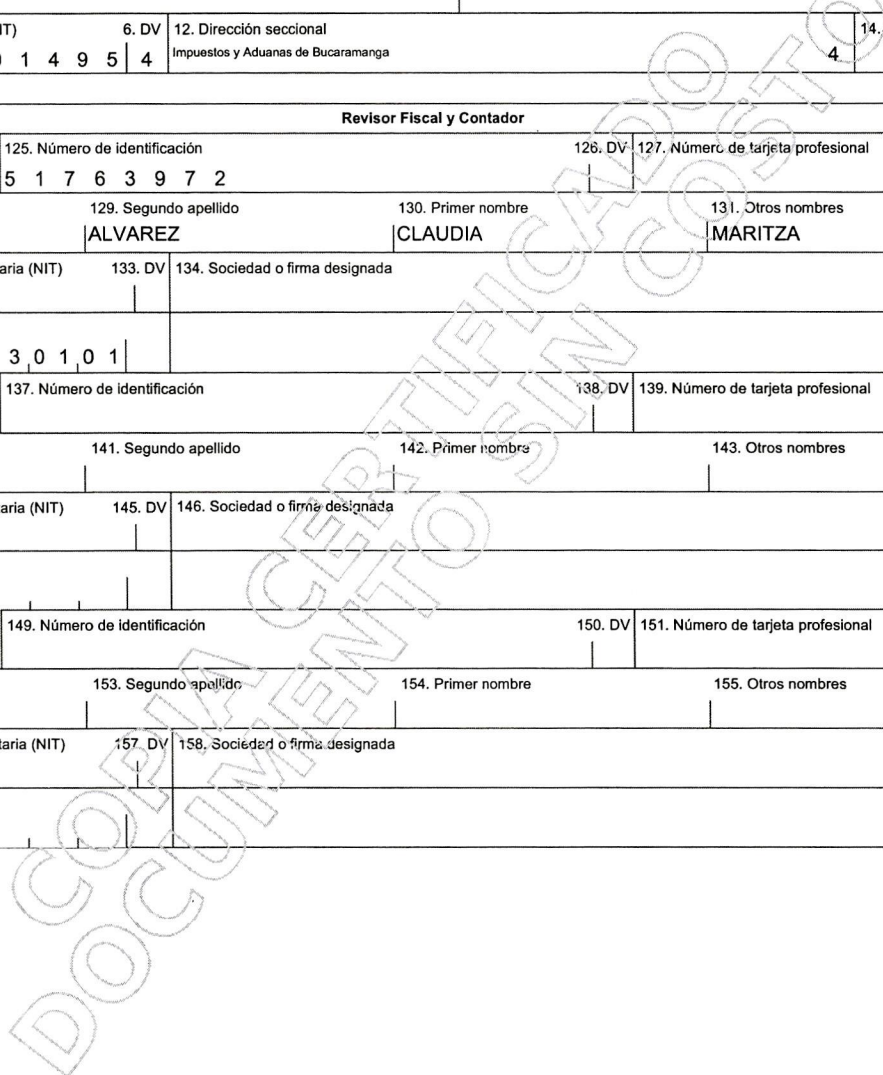 IT) 6. DV 12. Dirección seccional 14.
1 4 9 5 4 Impuestos y Aduanas de Bucaramanga 4
Revisor Fiscal y Contador
125. Número de identificación 126. DV 127. Número de tarjeta profesional
5 1 7 6 3 9 7 2
129. Segundo apellido 130. Primer nombre 131. Otros nombres
ALVAREZ CLAUDIA MARITZA
aria (NIT) 133. DV 134. Sociedad o firma designada
3 0 1 0 1
137. Número de identificación 138. DV 139. Número de tarjeta profesional
141. Segundo apellido 142. Primer nombre 143. Otros nombres
aria (NIT) 145. DV 146. Sociedad o firma designada
149. Número de identificación 150. DV 151. Número de tarjeta profesional
153. Segundo apellido 154. Primer nombre 155. Otros nombres
taria (NIT) 157. DV 158. Sociedad o firma designada
COPIA CERTIFICADO
DOCUMENTO SIN COSTO